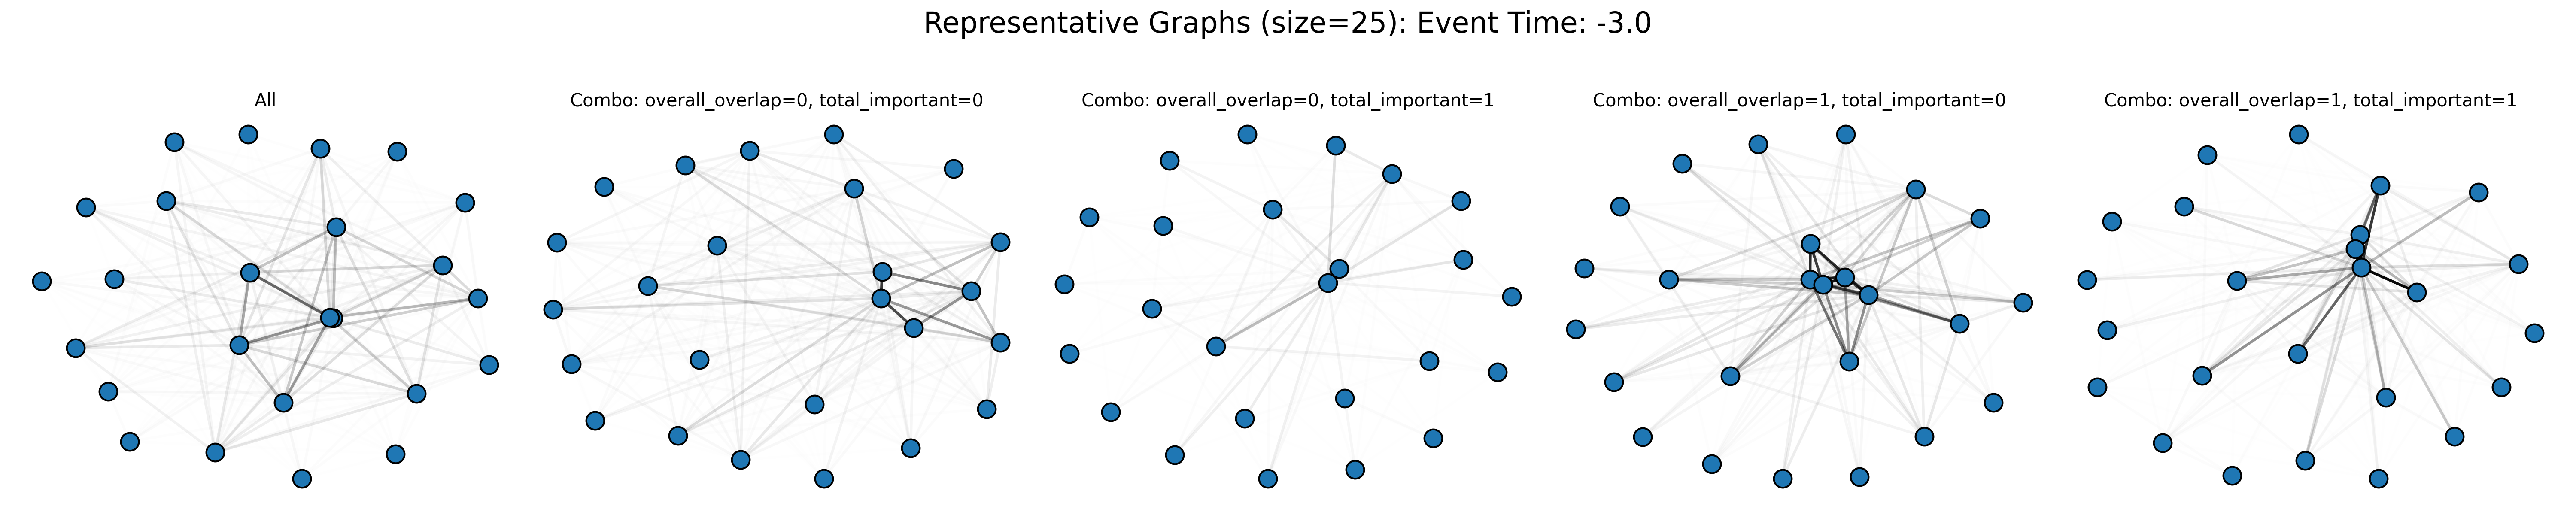 Representative Graphs (size=25): Event Time: -3.0
All
Combo: overall_overlap=0, total_important=0
Combo: overall_overlap=0, total_important=1
Combo: overall_overlap=1, total_important=0
Combo: overall_overlap=1, total_important=1